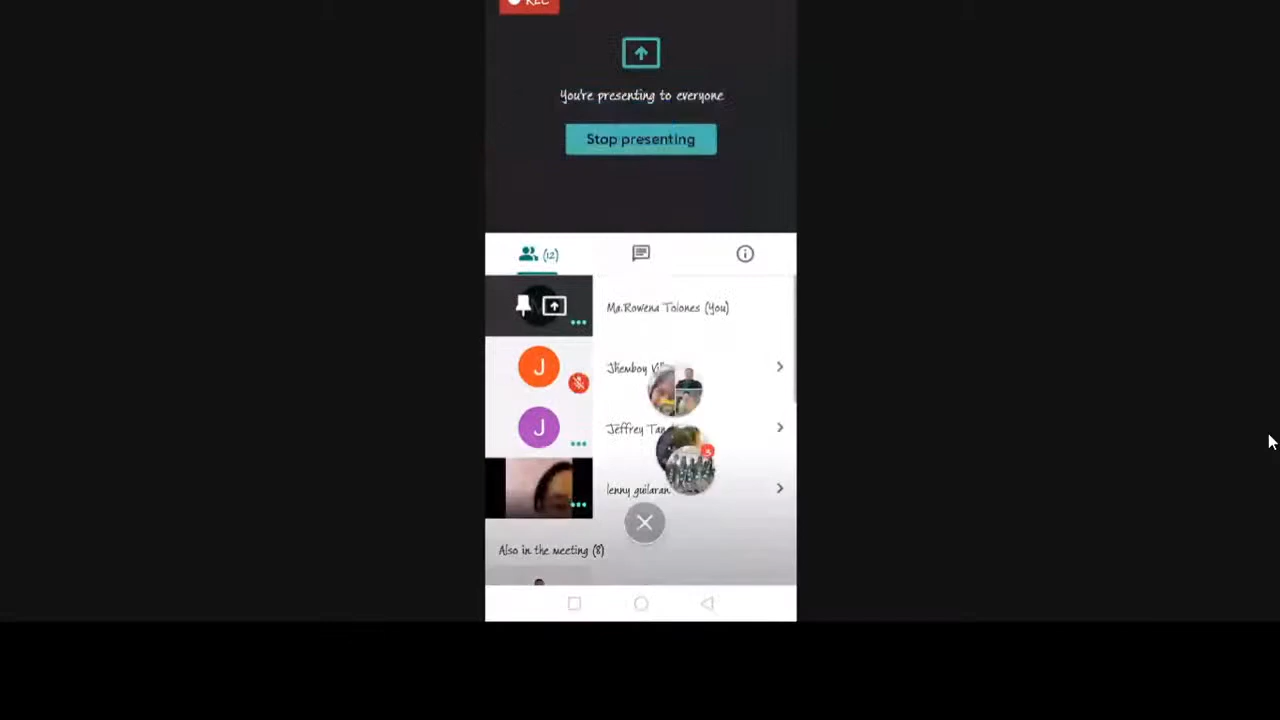 REC
You're presenting to everyone
Stop presenting
(12)
Ma.Rowena Tolones (You)
J
Jhemboy
J
Jeffrey
lenny guilaran
Also in the meeting (8)